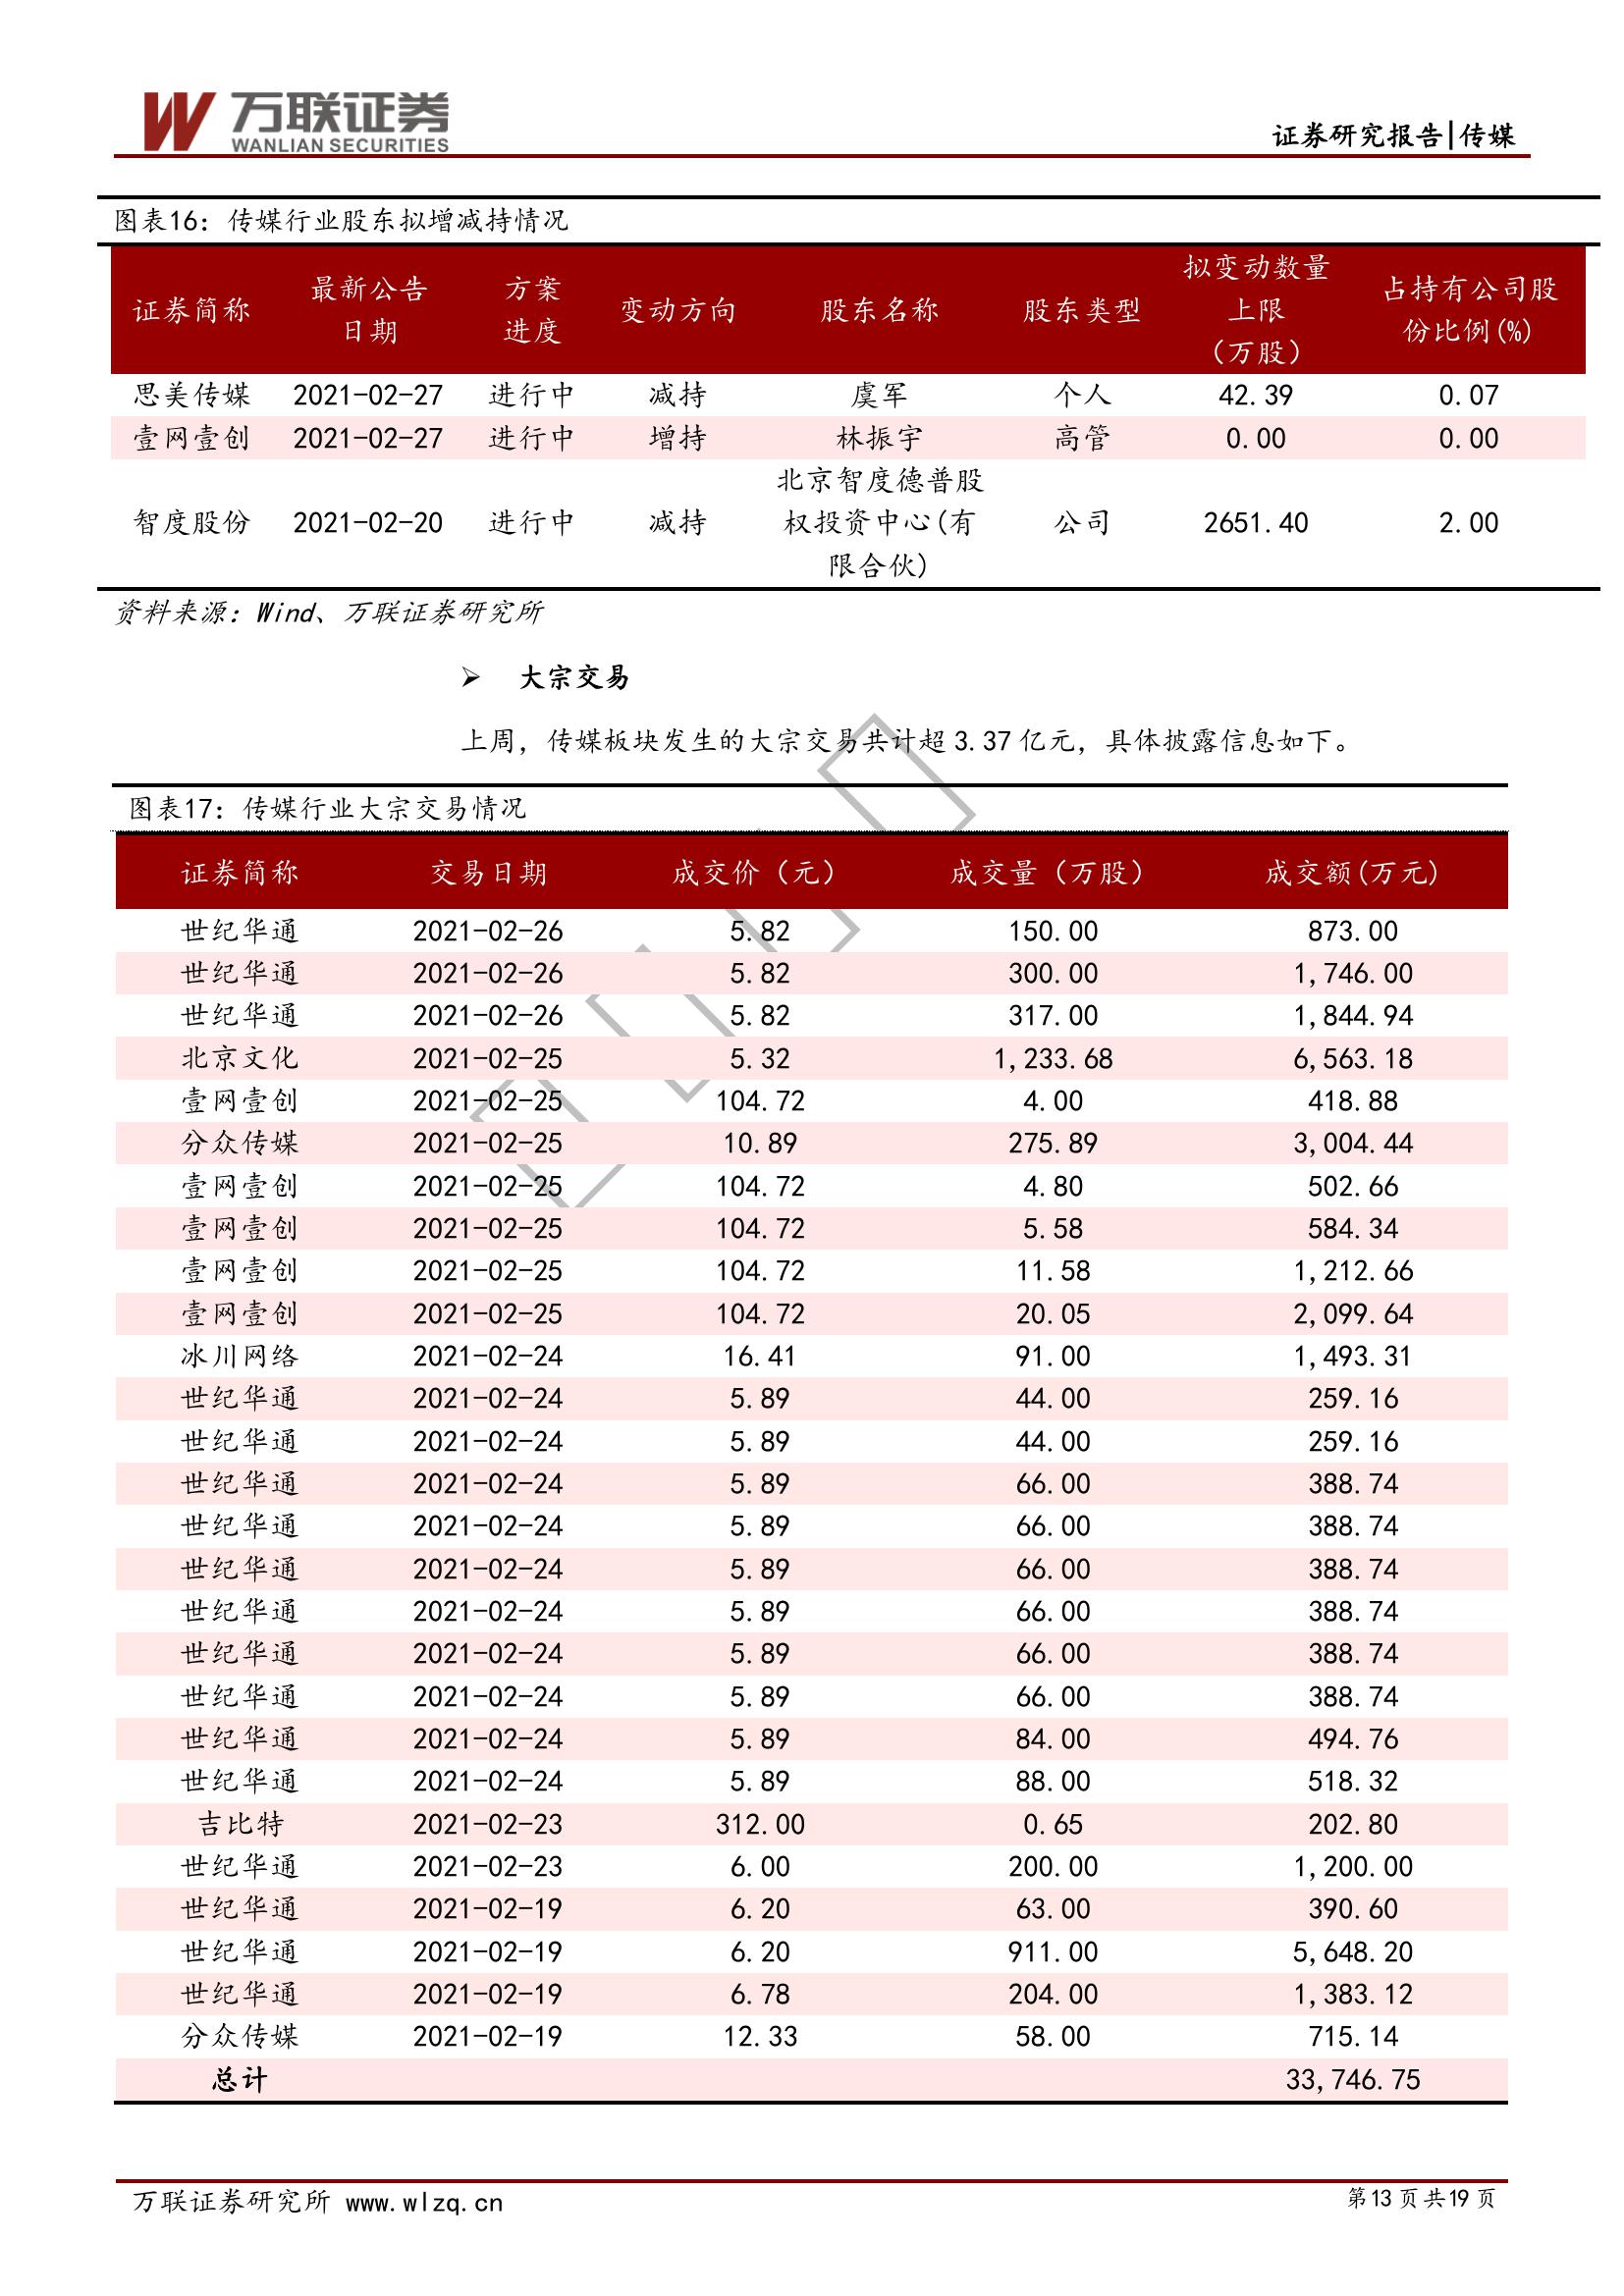 万联证券
WANLIAN SECURITIES
证券研究报告|传媒
图表16：传媒行业股东拟增减持情况
证券简称 最新公告日期 方案进度 变动方向 股东名称 股东类型 拟变动数量上限（万股） 占持有公司股份比例(%)
思美传媒 2021-02-27 进行中 减持 虞军 个人 42.39 0.07
壹网壹创 2021-02-27 进行中 增持 林振宇 高管 0.00 0.00
智度股份 2021-02-20 进行中 减持 北京智度德普股权投资中心(有限合伙) 公司 2651.40 2.00
资料来源：Wind、万联证券研究所
➢ 大宗交易
上周，传媒板块发生的大宗交易共计超 3.37 亿元，具体披露信息如下。
图表17：传媒行业大宗交易情况
证券简称 交易日期 成交价（元） 成交量（万股） 成交额(万元)
世纪华通 2021-02-26 5.82 150.00 873.00
世纪华通 2021-02-26 5.82 300.00 1,746.00
世纪华通 2021-02-26 5.82 317.00 1,844.94
北京文化 2021-02-25 5.32 1,233.68 6,563.18
壹网壹创 2021-02-25 104.72 4.00 418.88
分众传媒 2021-02-25 10.89 275.89 3,004.44
壹网壹创 2021-02-25 104.72 4.80 502.66
壹网壹创 2021-02-25 104.72 5.58 584.34
壹网壹创 2021-02-25 104.72 11.58 1,212.66
壹网壹创 2021-02-25 104.72 20.05 2,099.64
冰川网络 2021-02-24 16.41 91.00 1,493.31
世纪华通 2021-02-24 5.89 44.00 259.16
世纪华通 2021-02-24 5.89 44.00 259.16
世纪华通 2021-02-24 5.89 66.00 388.74
世纪华通 2021-02-24 5.89 66.00 388.74
世纪华通 2021-02-24 5.89 66.00 388.74
世纪华通 2021-02-24 5.89 66.00 388.74
世纪华通 2021-02-24 5.89 66.00 388.74
世纪华通 2021-02-24 5.89 66.00 388.74
世纪华通 2021-02-24 5.89 84.00 494.76
世纪华通 2021-02-24 5.89 88.00 518.32
吉比特 2021-02-23 312.00 0.65 202.80
世纪华通 2021-02-23 6.00 200.00 1,200.00
世纪华通 2021-02-19 6.20 63.00 390.60
世纪华通 2021-02-19 6.20 911.00 5,648.20
世纪华通 2021-02-19 6.78 204.00 1,383.12
分众传媒 2021-02-19 12.33 58.00 715.14
总计 33,746.75
万联证券研究所 www.wlzq.cn
第13页共19页